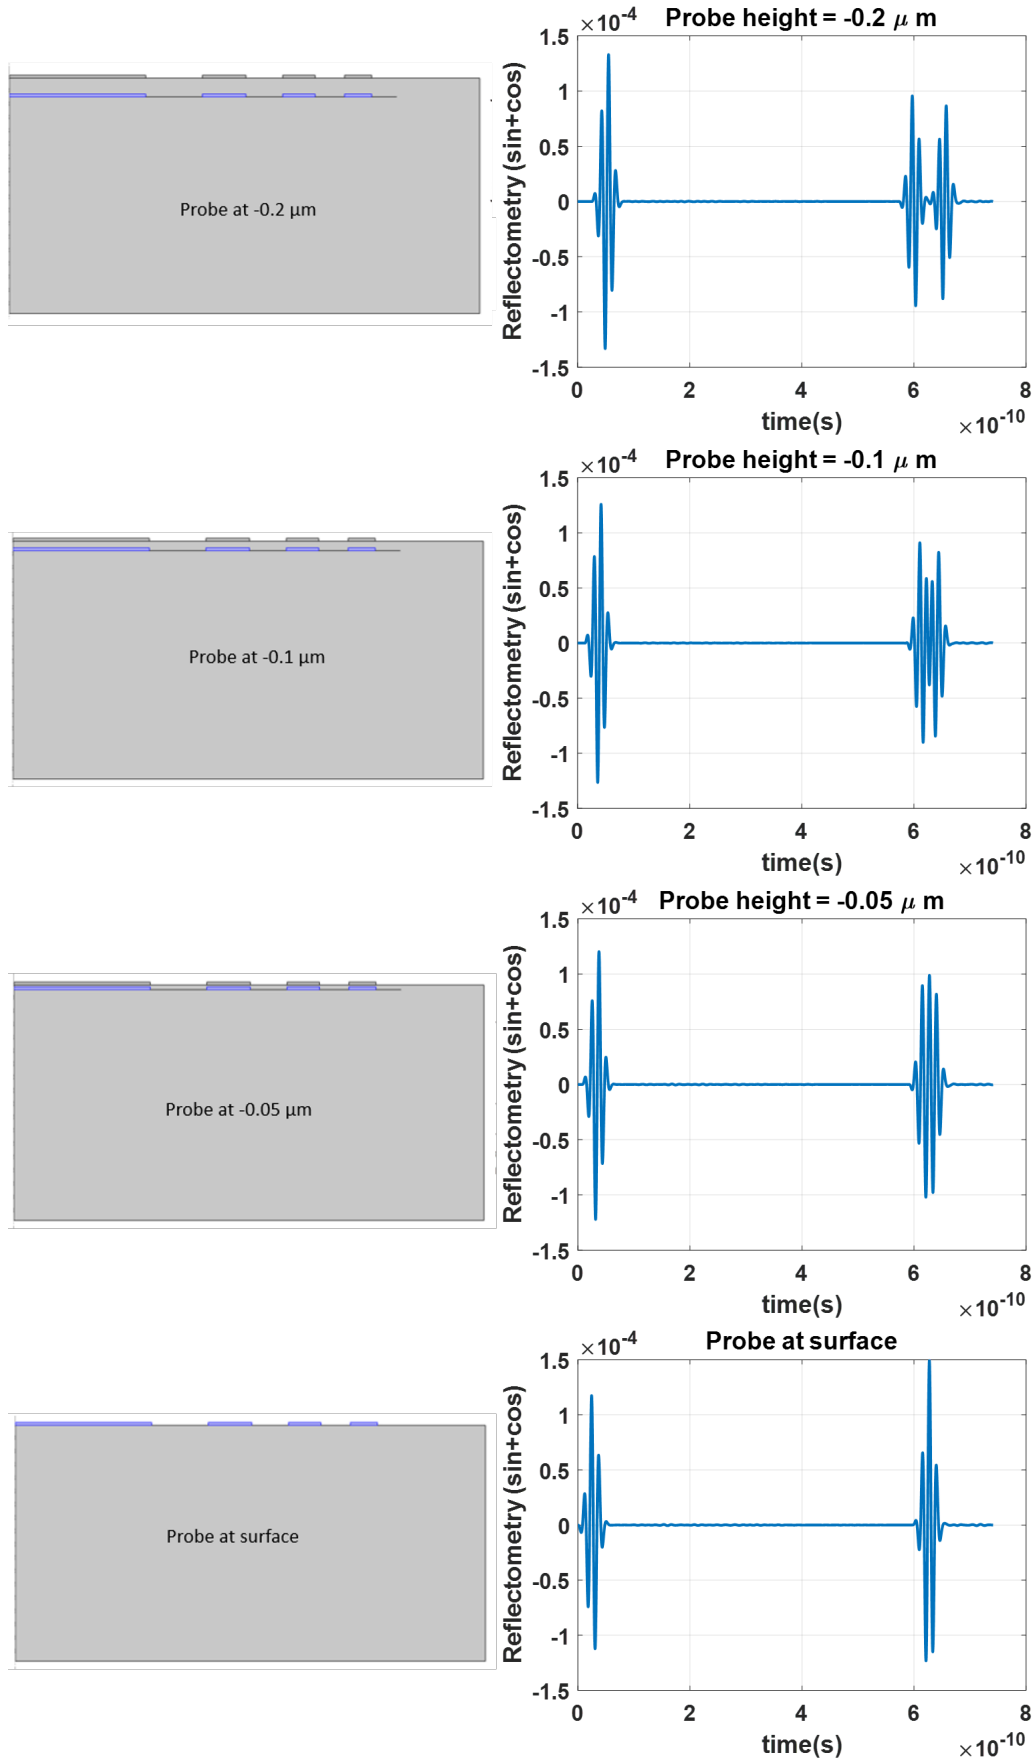 ×10-4 Probe height = -0.2 μ m
1.5
1
0.5
0
-0.5
-1
-1.5
Reflectometry (sin+cos)
Probe at -0.2 µm
0 2 4 6 8
time(s) ×10-10
×10-4 Probe height = -0.1 μ m
1.5
1
0.5
0
-0.5
-1
-1.5
Reflectometry (sin+cos)
Probe at -0.1 µm
0 2 4 6 8
time(s) ×10-10
×10-4 Probe height = -0.05 μ m
1.5
1
0.5
0
-0.5
-1
-1.5
Reflectometry (sin+cos)
Probe at -0.05 µm
0 2 4 6 8
time(s) ×10-10
×10-4 Probe at surface
1.5
1
0.5
0
-0.5
-1
-1.5
Reflectometry (sin+cos)
Probe at surface
0 2 4 6 8
time(s) ×10-10